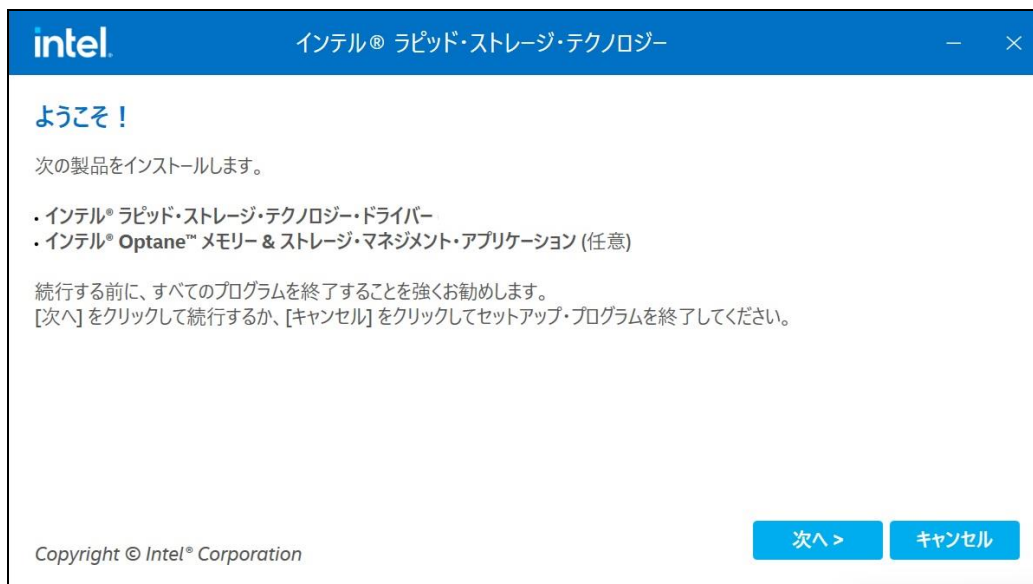 intel.
インテル® ラピッド・ストレージ・テクノロジー
ようこそ！
次の製品をインストールします。
・インテル® ラピッド・ストレージ・テクノロジー・ドライバー
・インテル® Optane™ メモリー & ストレージ・マネジメント・アプリケーション (任意)
続行する前に、すべてのプログラムを終了することを強くお勧めします。
[次へ] をクリックして続行するか、[キャンセル] をクリックしてセットアップ・プログラムを終了してください。
次へ >
キャンセル
Copyright © Intel® Corporation